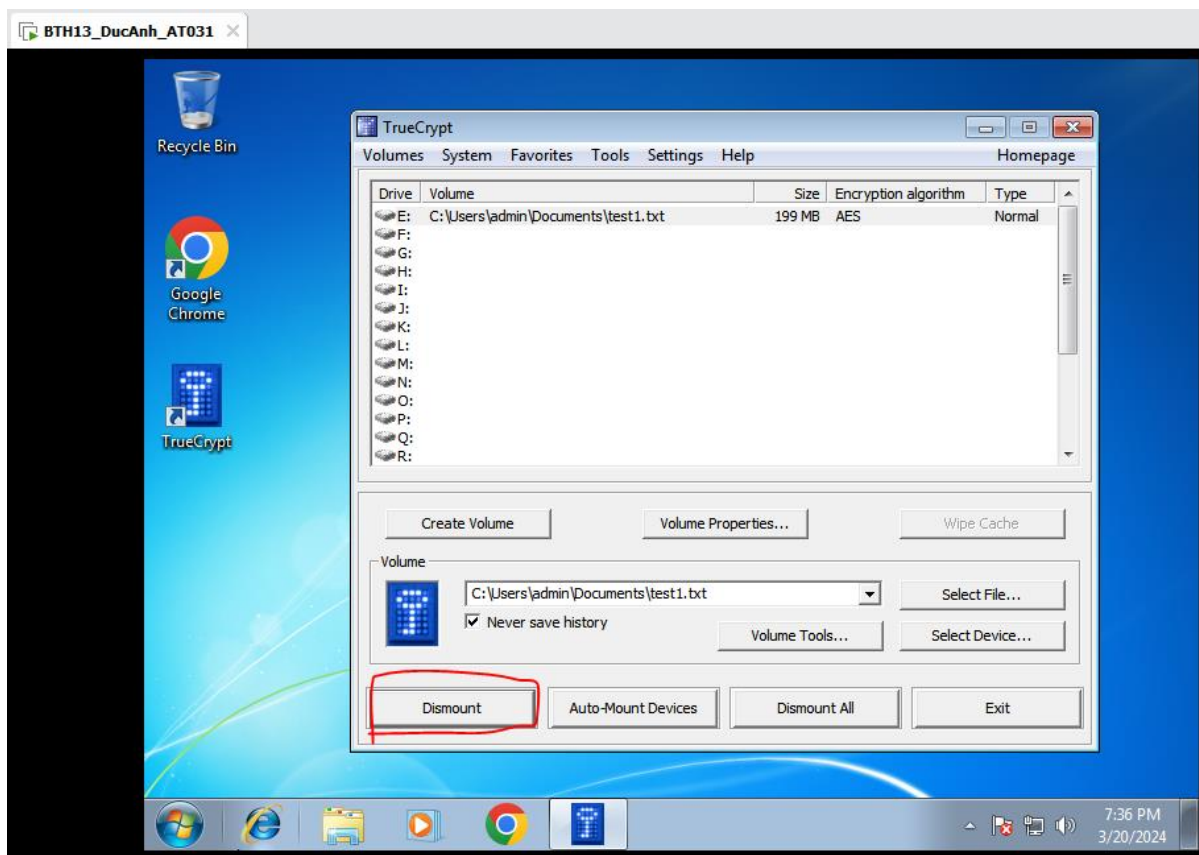 BTH13_DucAnh_AT031
Recycle Bin
Google
Chrome
TrueCrypt
TrueCrypt
Volumes System Favorites Tools Settings Help Homepage
Drive Volume Size Encryption algorithm Type
E: C:\Users\admin\Documents\test1.txt 199 MB AES Normal
F:
G:
H:
I:
J:
K:
L:
M:
N:
O:
P:
Q:
R:
Create Volume Volume Properties... Wipe Cache
Volume
C:\Users\admin\Documents\test1.txt Select File...
Never save history
Volume Tools... Select Device...
Dismount Auto-Mount Devices Dismount All Exit
7:36 PM
3/20/2024